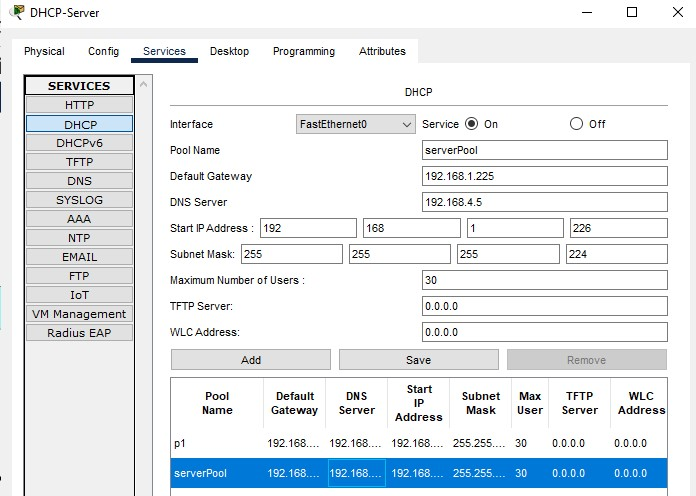 DHCP-Server
Physical Config Services Desktop Programming Attributes
SERVICES
HTTP
DHCP
DHCPv6
TFTP
DNS
SYSLOG
AAA
NTP
EMAIL
FTP
IoT
VM Management
Radius EAP
DHCP
Interface FastEthernet0 Service On Off
Pool Name serverPool
Default Gateway 192.168.1.225
DNS Server 192.168.4.5
Start IP Address : 192 168 1 226
Subnet Mask: 255 255 255 224
Maximum Number of Users : 30
TFTP Server: 0.0.0.0
WLC Address: 0.0.0.0
Add Save Remove
Pool Name Default Gateway DNS Server Start IP Address Subnet Mask Max User TFTP Server WLC Address
p1 192.168.... 192.168.... 192.168.... 255.255.... 30 0.0.0.0 0.0.0.0
serverPool 192.168.... 192.168.... 192.168.... 255.255.... 30 0.0.0.0 0.0.0.0